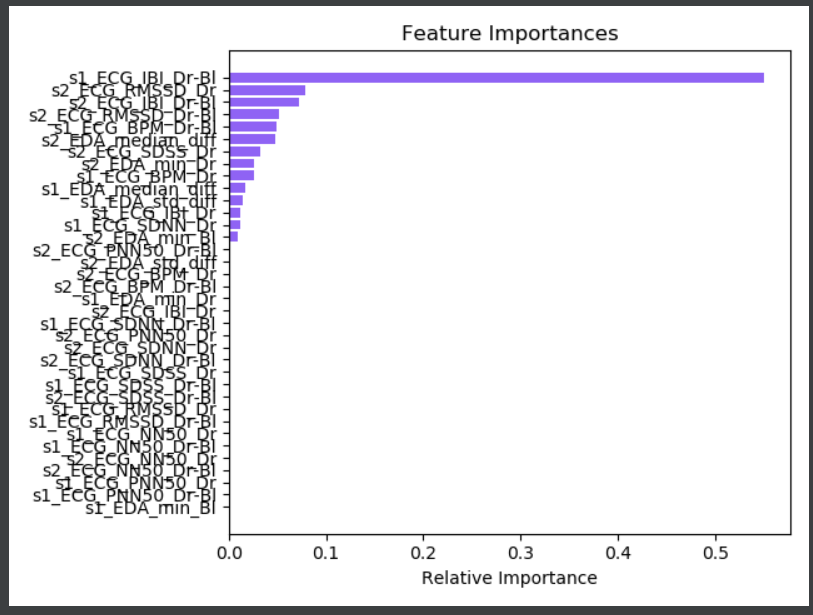 Feature Importances
s1_ECG_IBI_Dr-Bl
s2_ECG_RMSSD_Dr
s2_ECG_IBI_Dr-Bl
s2_ECG_RMSSD_Dr-Bl
s1_ECG_BPM_Dr-Bl
s2_EDA_median_diff
s2_ECG_SDSS_Dr
s2_EDA_min_Dr
s1_ECG_BPM_Dr
s1_EDA_median_diff
s1_EDA_std_diff
s1_ECG_IBI_Dr
s1_ECG_SDNN_Dr
s2_EDA_min_Bl
s2_ECG_PNN50_Dr-Bl
s2_EDA_std_diff
s2_ECG_BPM_Dr
s2_ECG_BPM_Dr-Bl
s1_EDA_min_Dr
s2_ECG_IBI_Dr
s1_ECG_SDNN_Dr-Bl
s2_ECG_PNN50_Dr
s2_ECG_SDNN_Dr
s2_ECG_SDNN_Dr-Bl
s1_ECG_SDSS_Dr
s1_ECG_SDSS_Dr-Bl
s2_ECG_SDSS_Dr-Bl
s1_ECG_RMSSD_Dr
s1_ECG_RMSSD_Dr-Bl
s1_ECG_NN50_Dr
s1_ECG_NN50_Dr-Bl
s2_ECG_NN50_Dr
s2_ECG_NN50_Dr-Bl
s1_ECG_PNN50_Dr
s1_ECG_PNN50_Dr-Bl
s1_EDA_min_Bl
0.0 0.1 0.2 0.3 0.4 0.5
Relative Importance